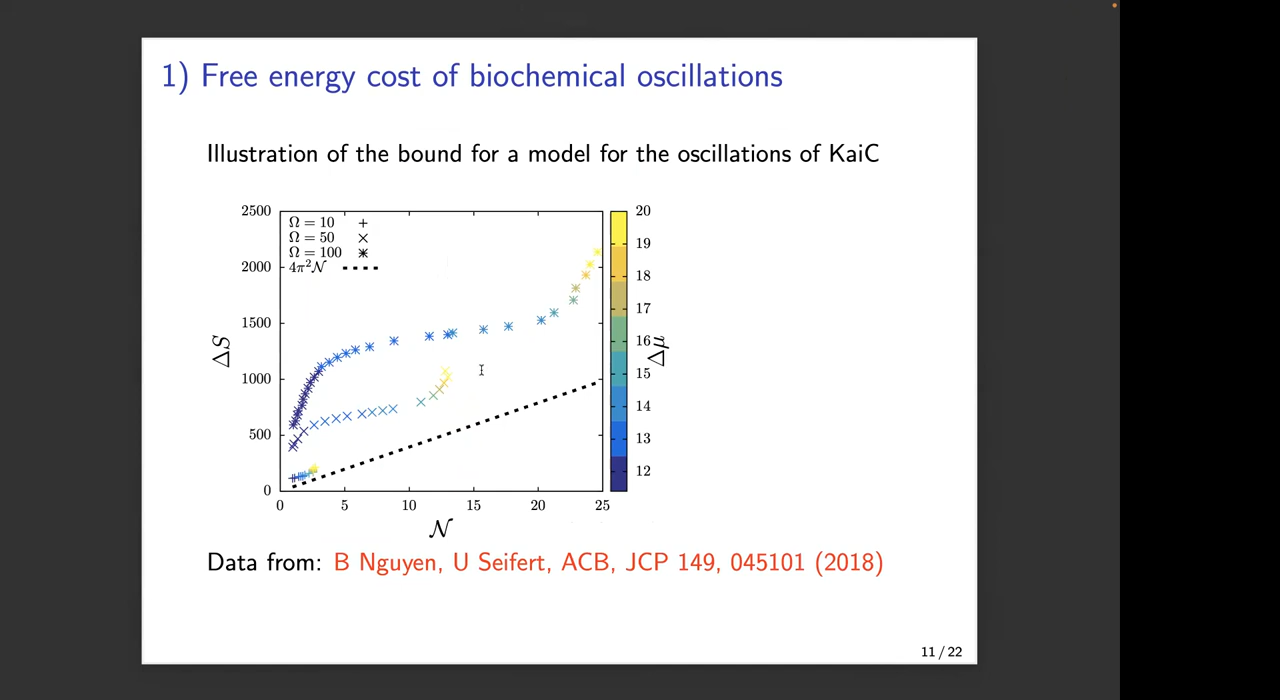 1) Free energy cost of biochemical oscillations
Illustration of the bound for a model for the oscillations of KaiC
2500
2000
1500
1000
500
0
ΔS
Ω = 10 +
Ω = 50 ×
Ω = 100 ∗
4π²𝒩
0 5 10 15 20 25
𝒩
20
19
18
17
16
15
14
13
12
Δμ
Data from: B Nguyen, U Seifert, ACB, JCP 149, 045101 (2018)
11 / 22